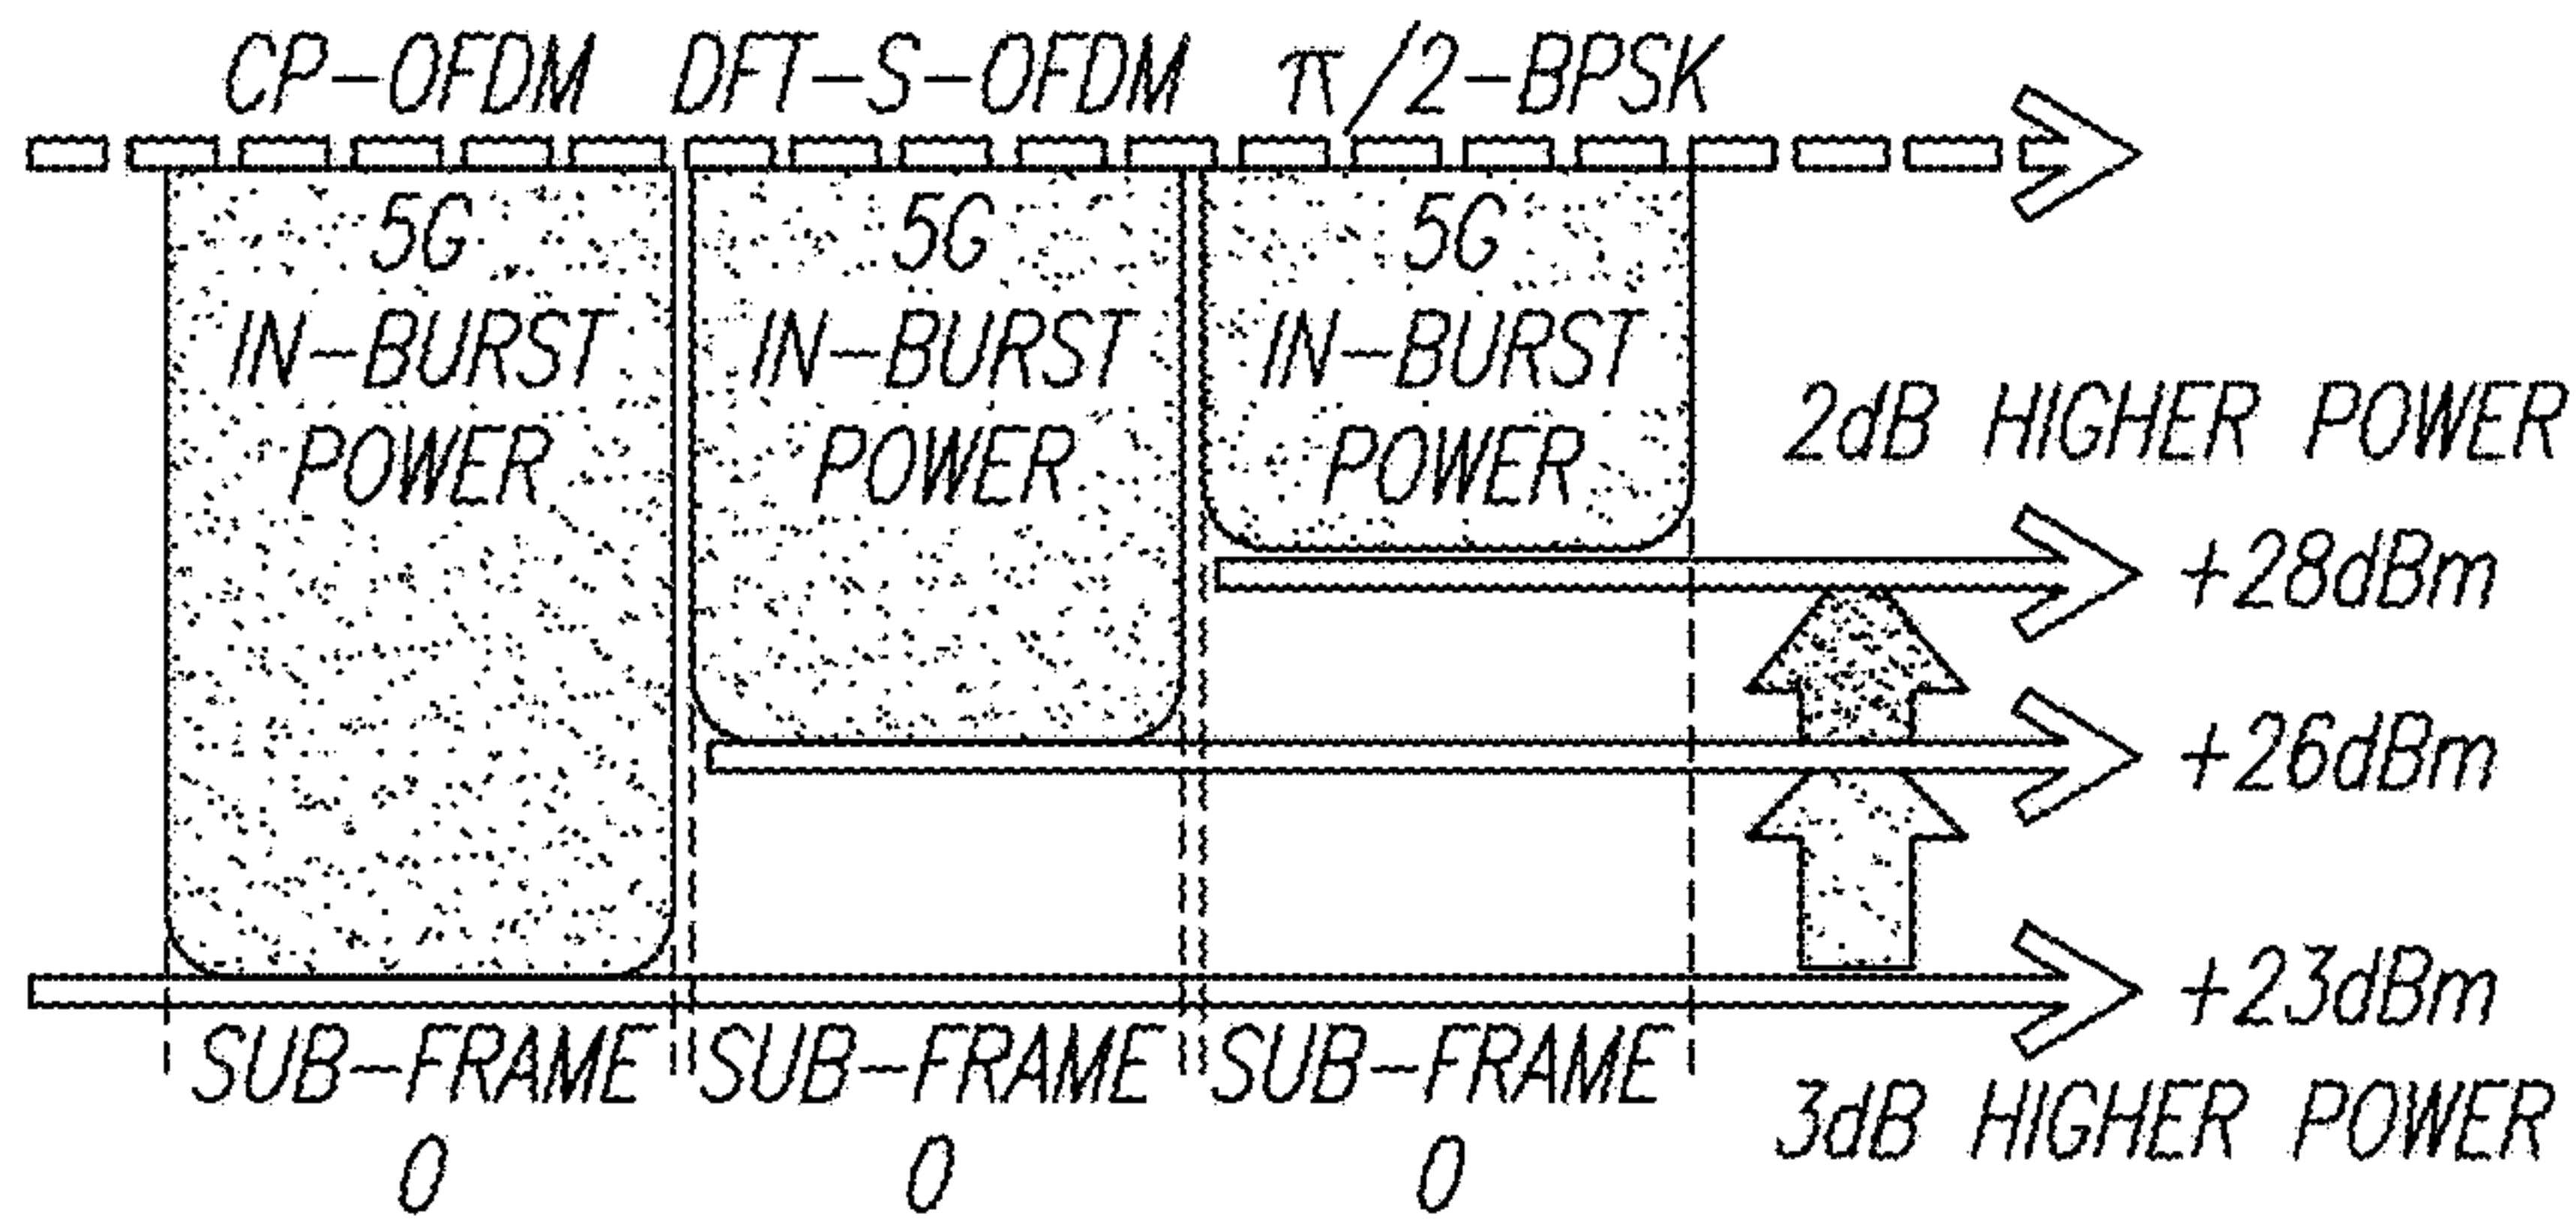 CP-OFDM DFT-S-OFDM π/2-BPSK
5G 5G 5G
IN-BURST IN-BURST IN-BURST
POWER POWER POWER
2dB HIGHER POWER
+28dBm
+26dBm
+23dBm
SUB-FRAME SUB-FRAME SUB-FRAME
0 0 0
3dB HIGHER POWER